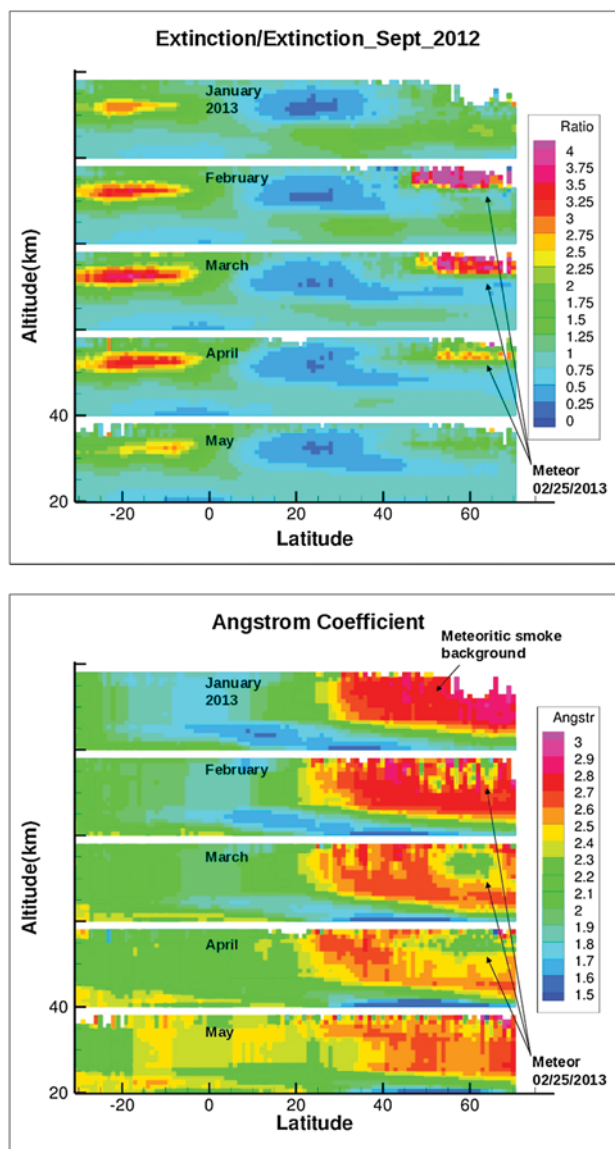 Extinction/Extinction_Sept_2012
January
2013
February
March
April
May
Altitude(km)
40
20
-20
0
20
40
60
Latitude
Ratio
4
3.75
3.5
3.25
3
2.75
2.5
2.25
2
1.75
1.5
1.25
1
0.75
0.5
0.25
0
Meteor
02/25/2013
Angstrom Coefficient
Meteoritic smoke
background
January
2013
February
March
April
May
Altitude(km)
40
20
-20
0
20
40
60
Latitude
Angstr
3
2.9
2.8
2.7
2.6
2.5
2.4
2.3
2.2
2.1
2
1.9
1.8
1.7
1.6
1.5
Meteor
02/25/2013